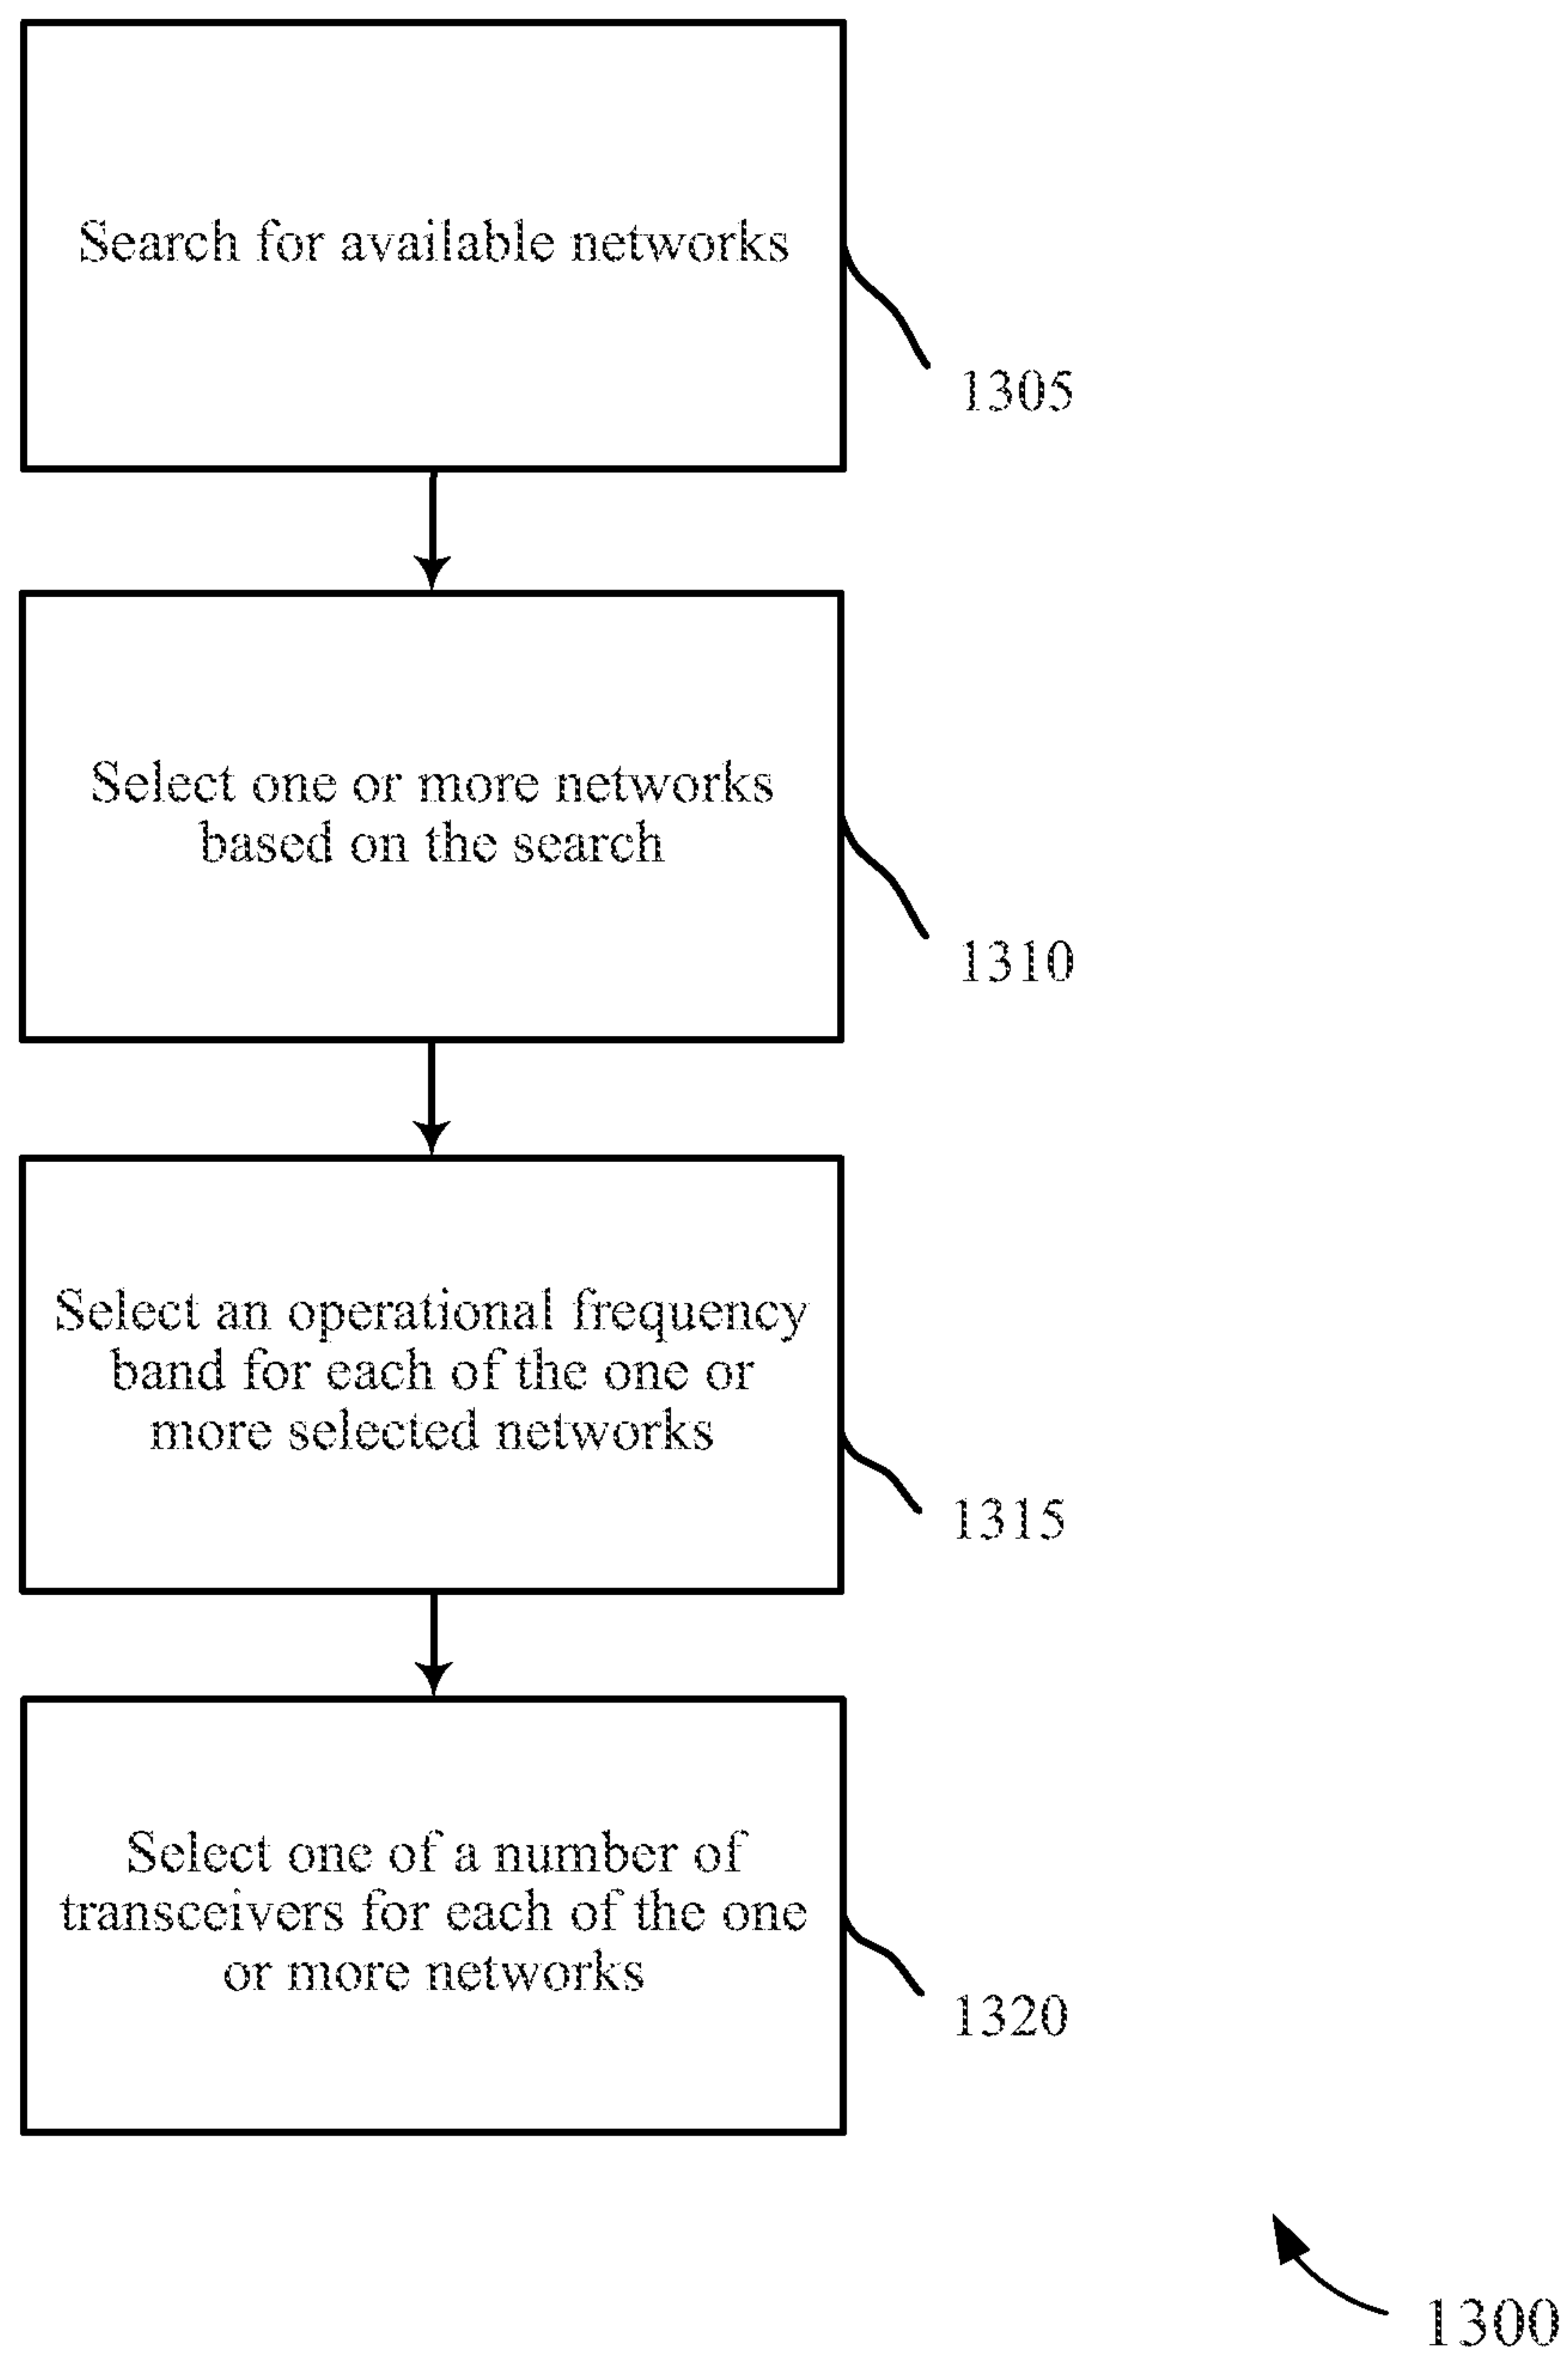 Search for available networks
1305
Select one or more networks
based on the search
1310
Select an operational frequency
band for each of the one or
more selected networks
1315
Select one of a number of
transceivers for each of the one
or more networks
1320
1300